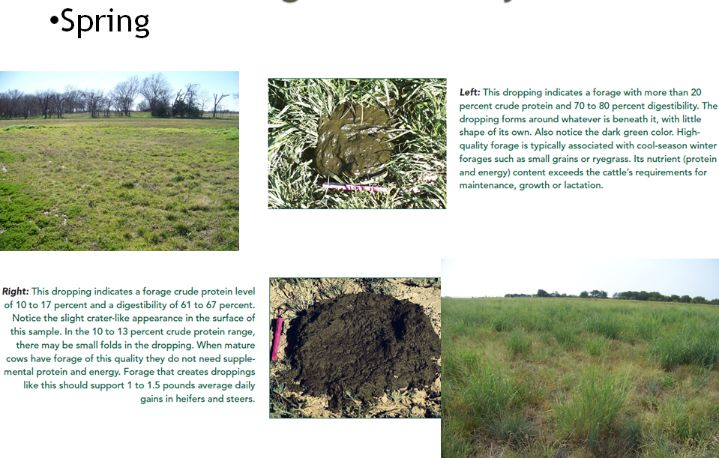 •Spring
Left: This dropping indicates a forage with more than 20
percent crude protein and 70 to 80 percent digestibility. The
dropping forms around whatever is beneath it, with little
shape of its own. Also notice the dark green color. High-
quality forage is typically associated with cool-season winter
forages such as small grains or ryegrass. Its nutrient (protein
and energy) content exceeds the cattle's requirements for
maintenance, growth or lactation.
Right: This dropping indicates a forage crude protein level
of 10 to 17 percent and a digestibility of 61 to 67 percent.
Notice the slight crater-like appearance in the surface of
this sample. In the 10 to 13 percent crude protein range,
there may be small folds in the dropping. When mature
cows have forage of this quality they do not need supple-
mental protein and energy. Forage that creates droppings
like this should support 1 to 1.5 pounds average daily
gains in heifers and steers.